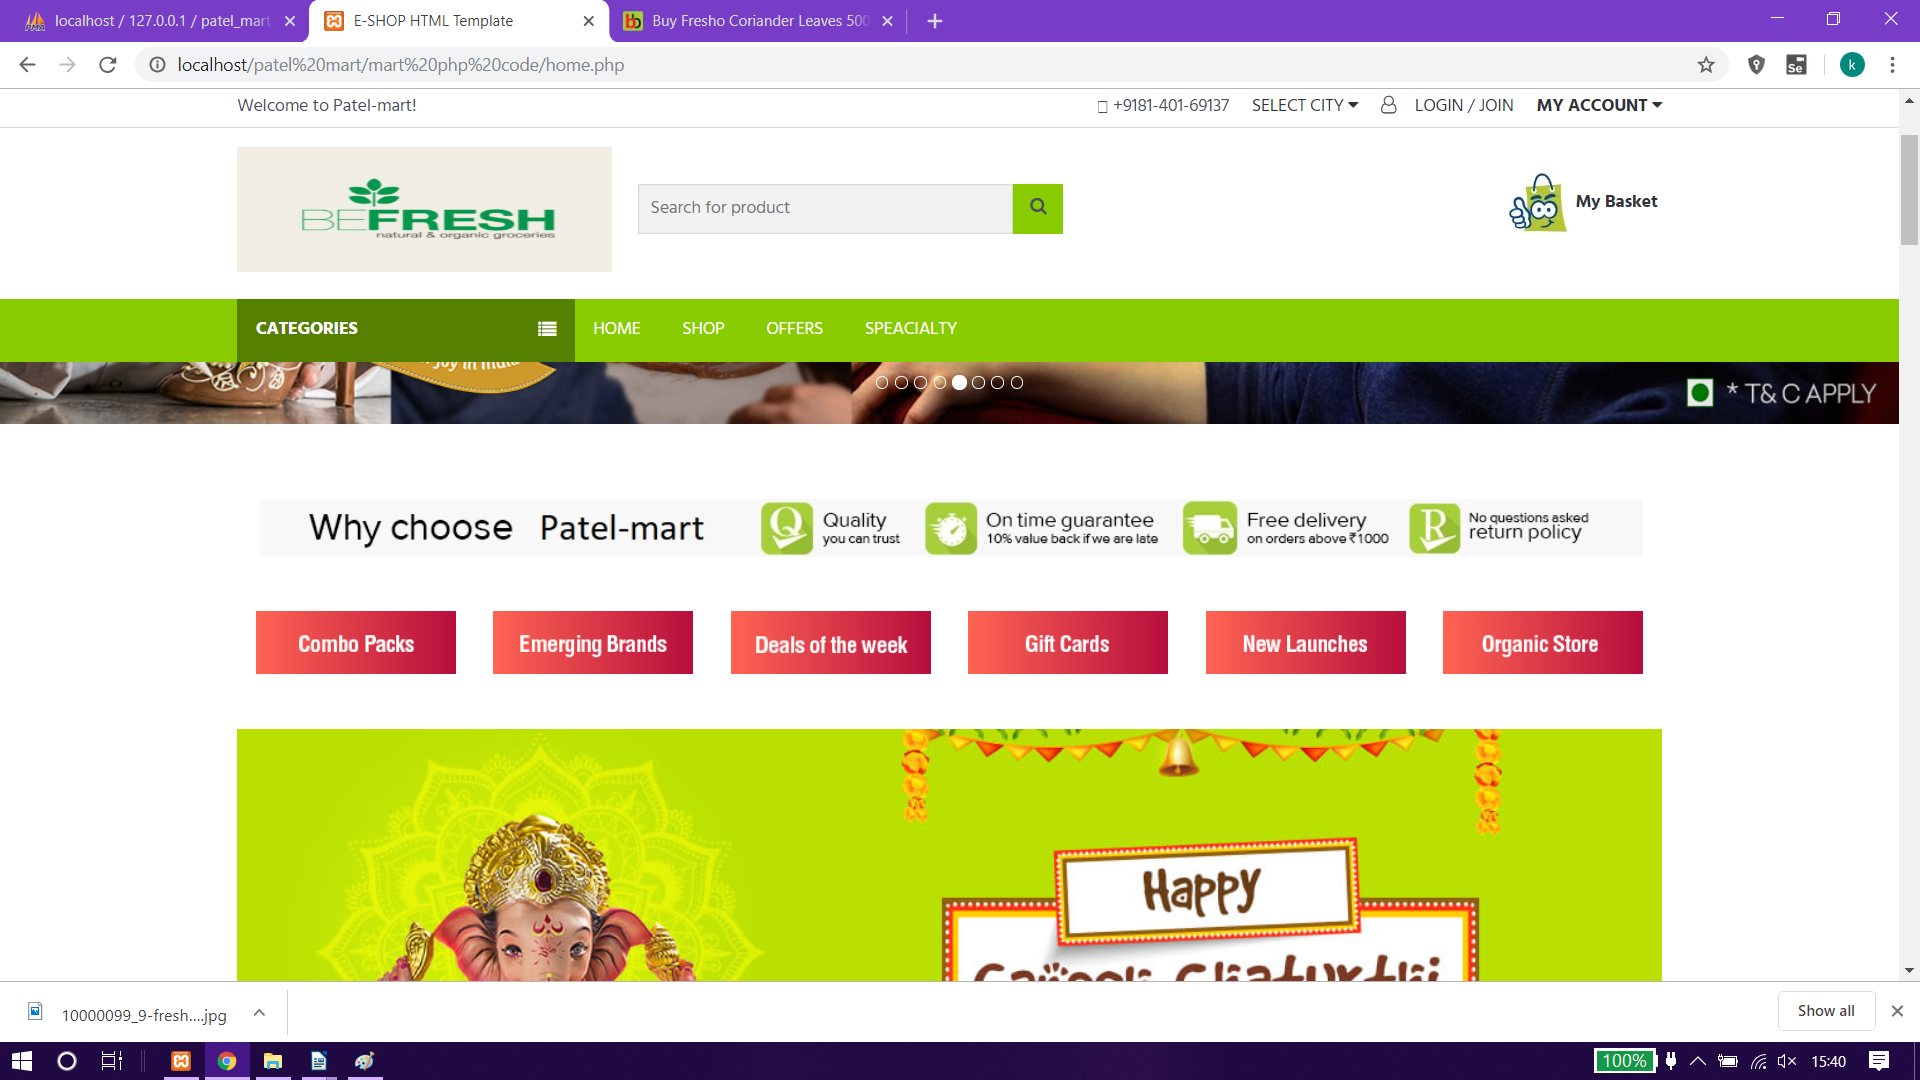 localhost / 127.0.0.1 / patel_mart
E-SHOP HTML Template
Buy Fresho Coriander Leaves 500
localhost/patel%20mart/mart%20php%20code/home.php
Se
k
Welcome to Patel-mart!
+9181-401-69137
SELECT CITY
LOGIN / JOIN
MY ACCOUNT
BEFRESH
natural & organic groceries
Search for product
My Basket
CATEGORIES
HOME
SHOP
OFFERS
SPEACIALTY
Joy in India
* T& C APPLY
Why choose Patel-mart
Quality
you can trust
On time guarantee
10% value back if we are late
Free delivery
on orders above ₹1000
No questions asked
return policy
Combo Packs
Emerging Brands
Deals of the week
Gift Cards
New Launches
Organic Store
Happy
Ganesh Chaturthi
10000099_9-fresh....jpg
Show all
100%
15:40